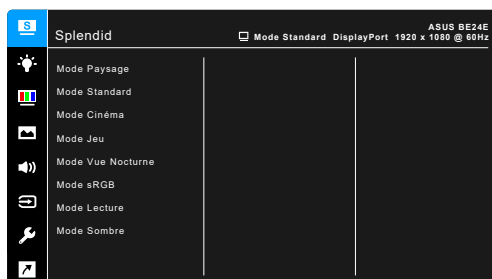 S
ASUS BE24E
Splendid
Mode Standard DisplayPort 1920 x 1080 @ 60Hz
Mode Paysage
Mode Standard
Mode Cinéma
Mode Jeu
Mode Vue Nocturne
Mode sRGB
Mode Lecture
Mode Sombre